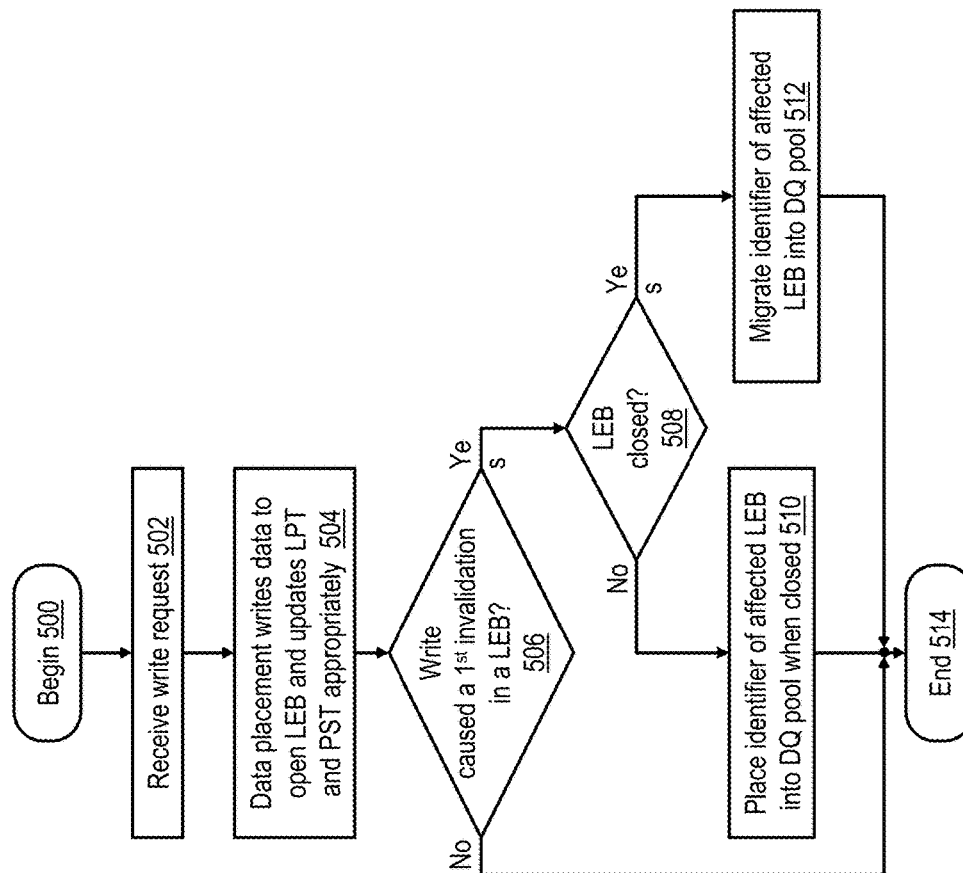 Begin 500
Receive write request 502
Data placement writes data to
open LEB and updates LPT
and PST appropriately 504
Write
caused a 1st invalidation
in a LEB?
506
No
Ye
s
LEB
closed?
508
No
Ye
s
Place identifier of affected LEB
into DQ pool when closed 510
Migrate identifier of affected
LEB into DQ pool 512
End 514